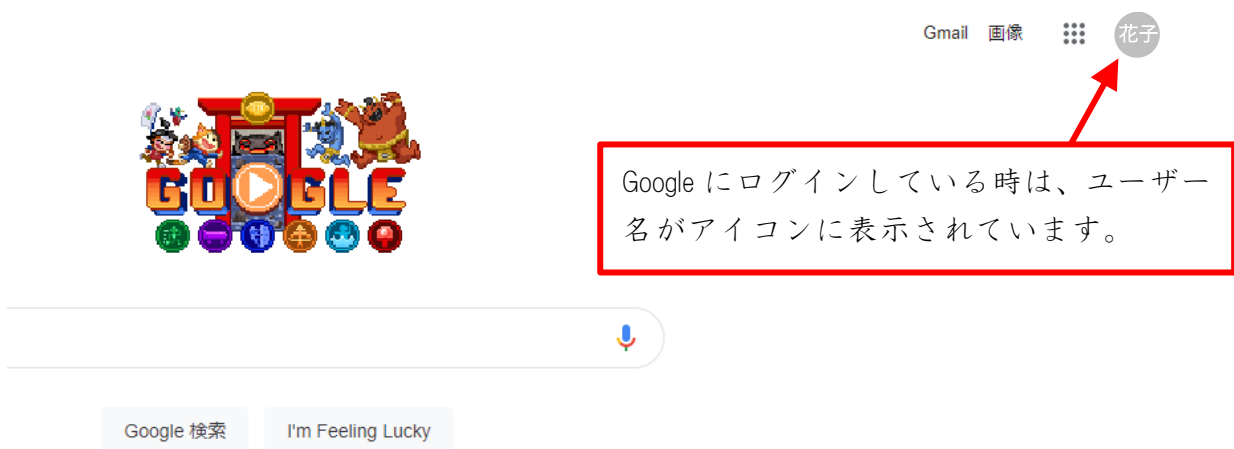 Gmail 画像 花子
GOOGLE
Google にログインしている時は、ユーザー
名がアイコンに表示されています。
Google 検索 I'm Feeling Lucky